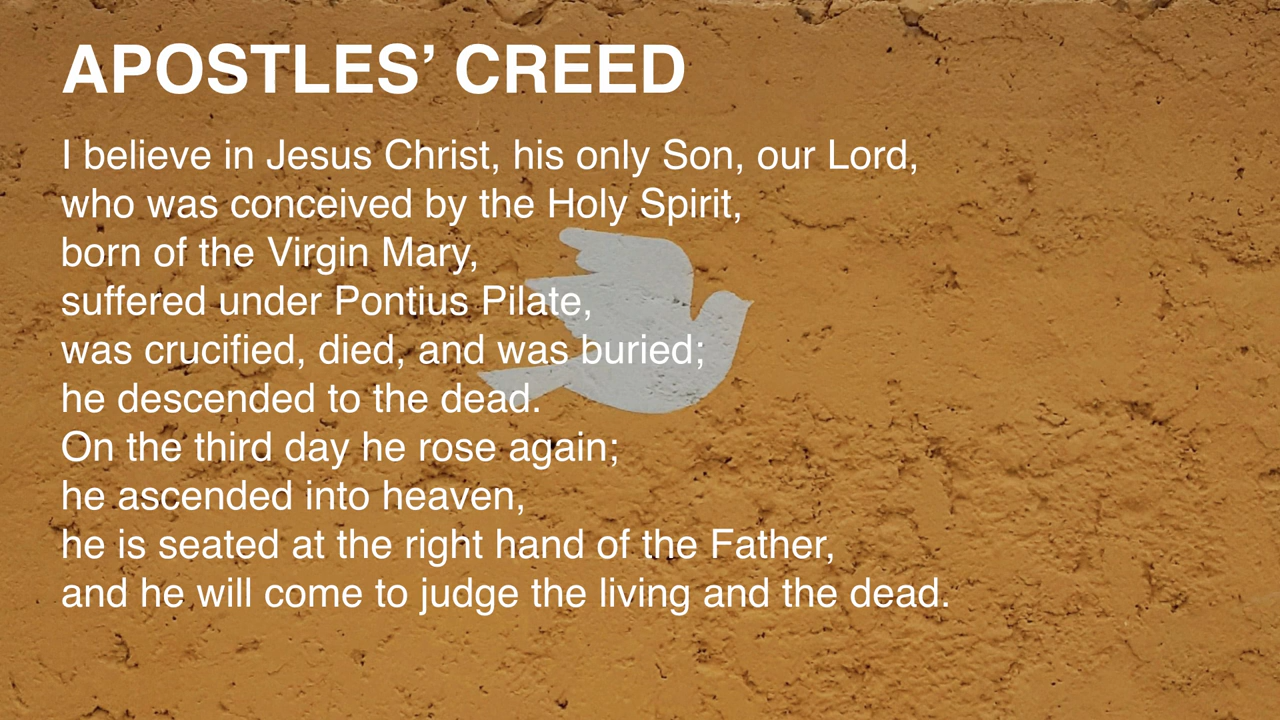 APOSTLES’ CREED
I believe in Jesus Christ, his only Son, our Lord,
who was conceived by the Holy Spirit,
born of the Virgin Mary,
suffered under Pontius Pilate,
was crucified, died, and was buried;
he descended to the dead.
On the third day he rose again;
he ascended into heaven,
he is seated at the right hand of the Father,
and he will come to judge the living and the dead.